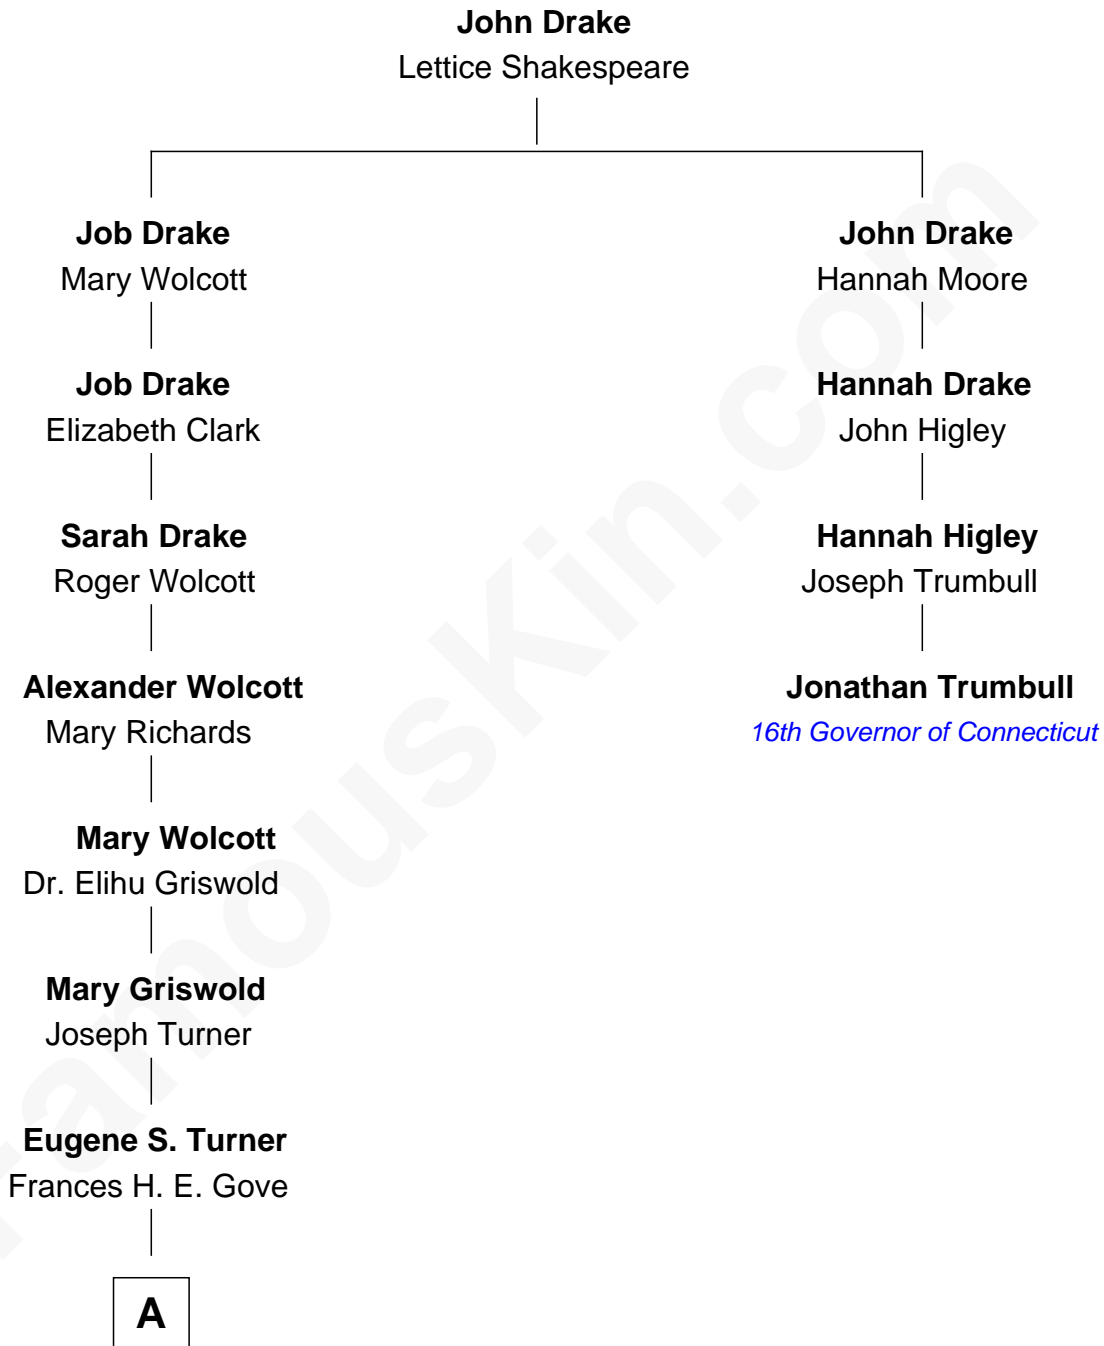 John Drake
Lettice Shakespeare
Job Drake
Mary Wolcott
John Drake
Hannah Moore
Job Drake
Elizabeth Clark
Hannah Drake
John Higley
Sarah Drake
Roger Wolcott
Hannah Higley
Joseph Trumbull
Alexander Wolcott
Mary Richards
Jonathan Trumbull
16th Governor of Connecticut
Mary Wolcott
Dr. Elihu Griswold
Mary Griswold
Joseph Turner
Eugene S. Turner
Frances H. E. Gove
A
FamousKin.com